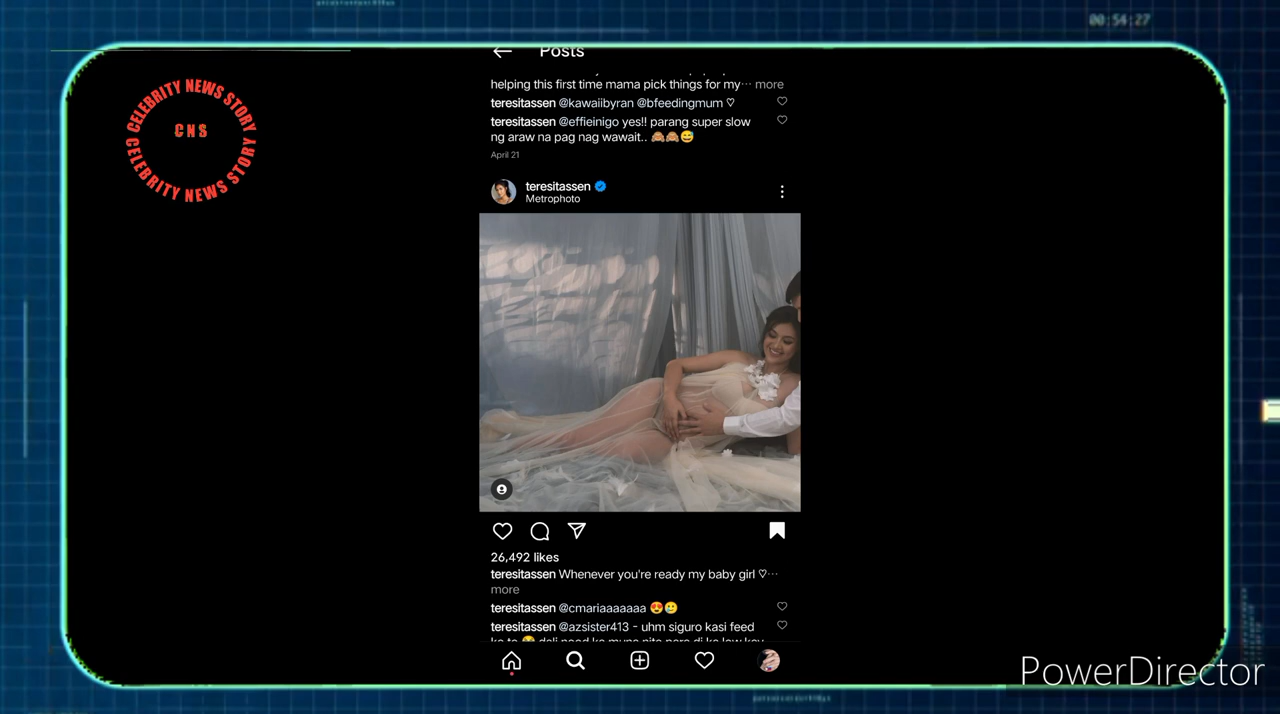 00:54:27
Posts
CELEBRITY NEWS STORY
CNS
CELEBRITY NEWS STORY
helping this first time mama pick things for my… more
teresitassen @kawaiibyran @bfeedingmum ♡
teresitassen @effieinigo yes!! parang super slow
ng araw na pag nag wawait.. 🙈🙈😅
April 21
teresitassen
Metrophoto
26,492 likes
teresitassen Whenever you're ready my baby girl ♡…
more
teresitassen @cmariaaaaaaa 😍🥲
teresitassen @azsister413 - uhm siguro kasi feed
PowerDirector